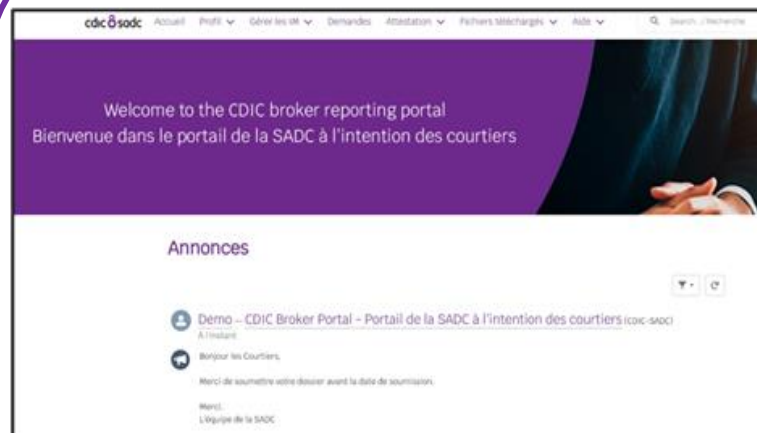 cdic sadc Accueil Profil Gérer les VM Demandes Attestation Fichiers téléchargés Aide Search... / Recherche
Welcome to the CDIC broker reporting portal
Bienvenue dans le portail de la SADC à l'intention des courtiers
Annonces
Demo – CDIC Broker Portal - Portail de la SADC à l'intention des courtiers (CDIC-SADC)
À l'instant
Bonjour les Courtiers,
Merci de soumettre votre dossier avant la date de soumission.
Merci.
L'équipe de la SADC